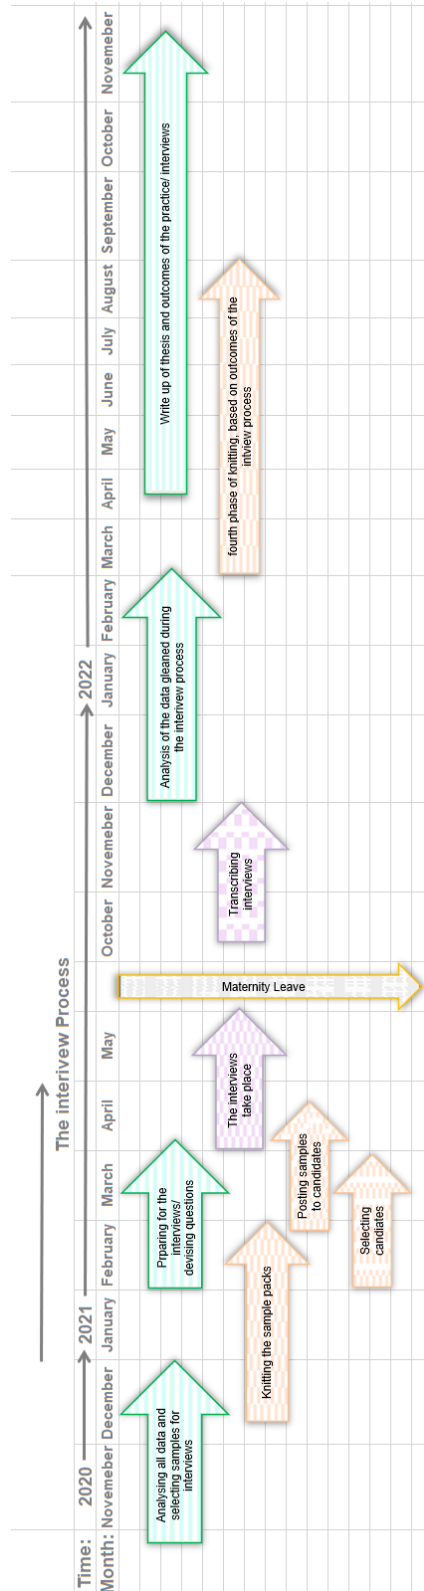 The interivew Process
Time:
2020
2021
2022
Month:
Novemeber
December
January
February
March
April
May
October
Novemeber
December
January
February
March
April
May
June
July
August
September
October
Novemeber
Analysing all data and
selecting samples for
interviews
Prparing for the
interviews/
devising questions
Analysis of the data gleaned during
the interivew process
Write up of thesis and outcomes of the practice/ interviews
Knitting the sample packs
The interviews
take place
Maternity Leave
Transcribing
interviews
fourth phase of knitting, based on outcomes of the
intview process
Posting samples
to candidates
Selecting
candiates